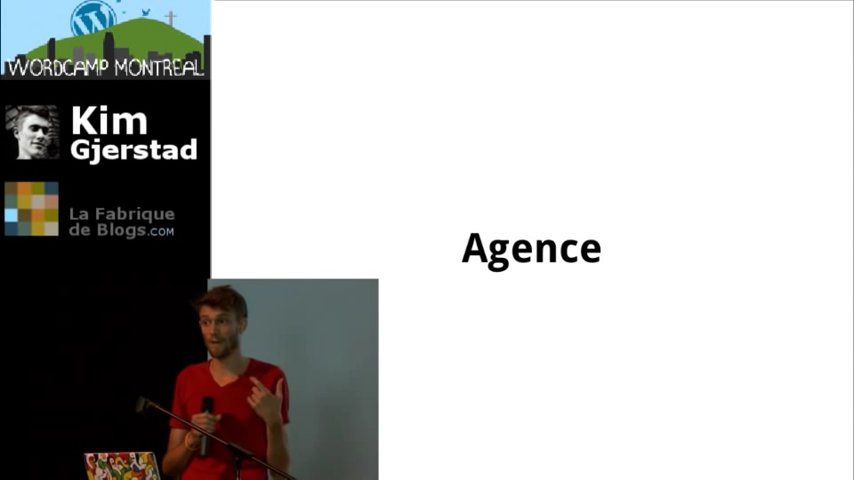 WORDCAMP MONTREAL
Kim
Gjerstad
La Fabrique
de Blogs.COM
Agence